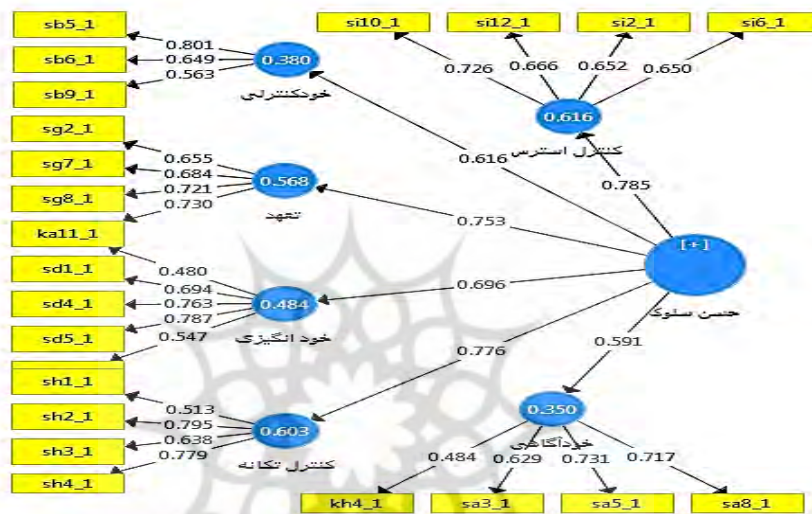 sb5_1
sb6_1
sb9_1
0.801
0.649
0.563
0.380
خودکنترلی
si10_1
si12_1
si2_1
si6_1
0.726
0.666
0.652
0.650
0.616
کنترل استرس
0.616
0.785
sg2_1
sg7_1
sg8_1
ka11_1
0.655
0.684
0.721
0.730
0.568
تعهد
0.753
[+]
حسن سلوک
sd1_1
sd4_1
sd5_1
0.480
0.694
0.763
0.787
0.547
0.484
خود انگیزی
0.696
0.776
0.591
sh1_1
sh2_1
sh3_1
sh4_1
0.513
0.795
0.638
0.779
0.603
کنترل تکانه
0.350
خودآگاهی
0.484
0.629
0.731
0.717
kh4_1
sa3_1
sa5_1
sa8_1